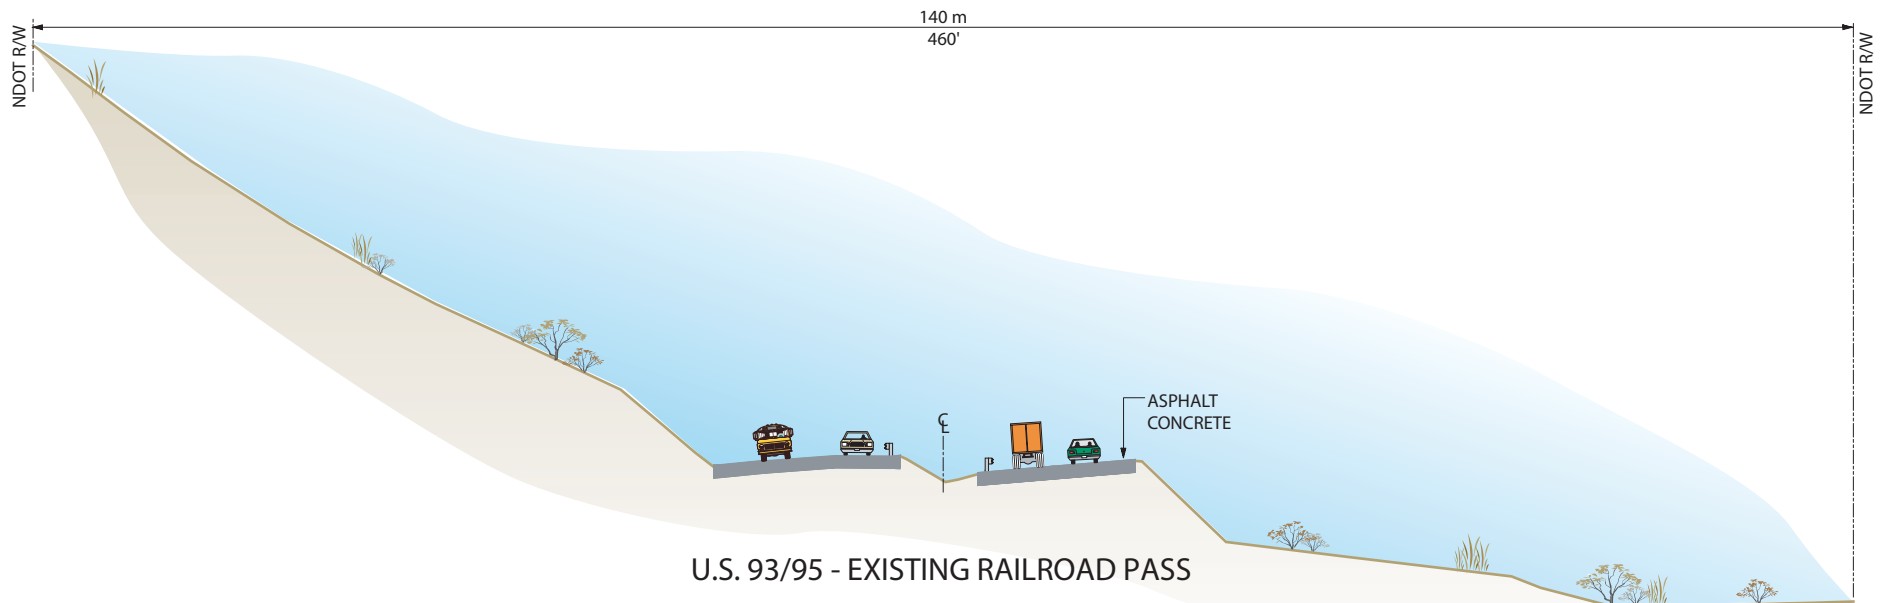 140 m
460'
NDOT R/W
NDOT R/W
℄
ASPHALT
CONCRETE
U.S. 93/95 - EXISTING RAILROAD PASS